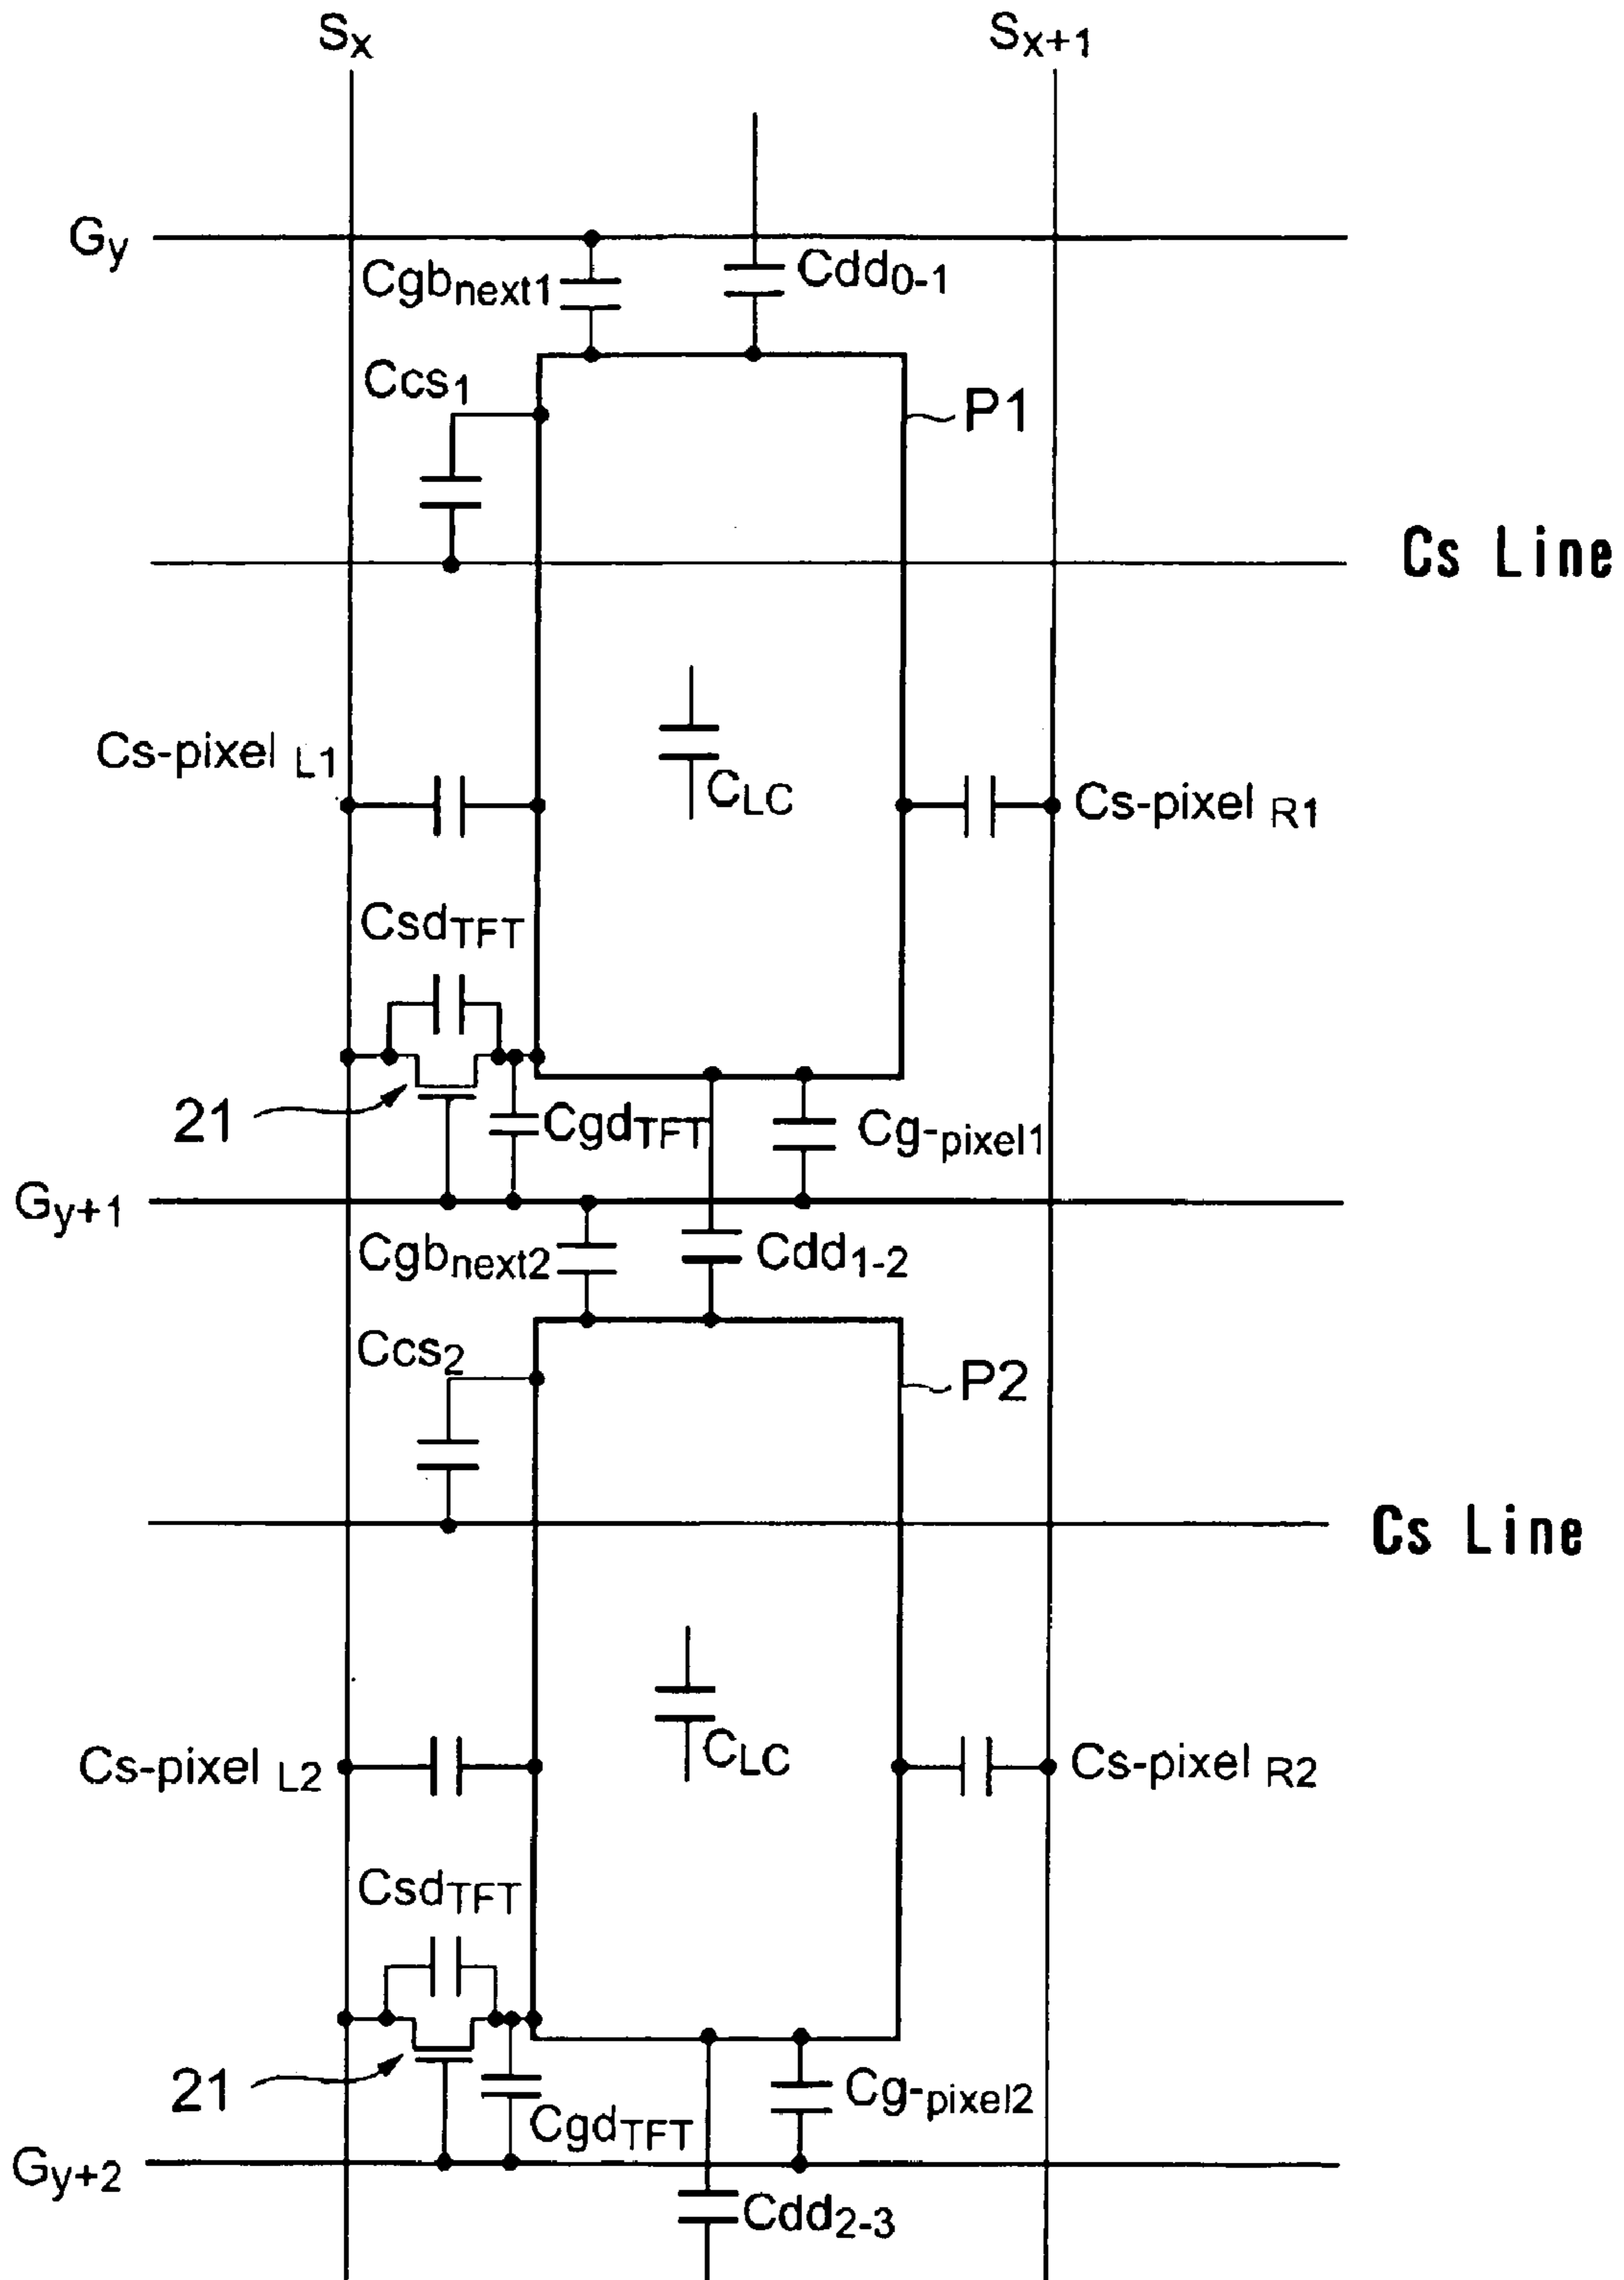 Sx Sx+1
Gy
Cgbnext1 Cdd0-1
Ccs1
P1
Cs Line
Cs-pixel L1
CLC
Cs-pixel R1
CsdTFT
21
CgdTFT
Cg-pixel1
Gy+1
Cgbnext2 Cdd1-2
Ccs2
P2
Cs Line
Cs-pixel L2
CLC
Cs-pixel R2
CsdTFT
21
CgdTFT
Cg-pixel2
Gy+2
Cdd2-3